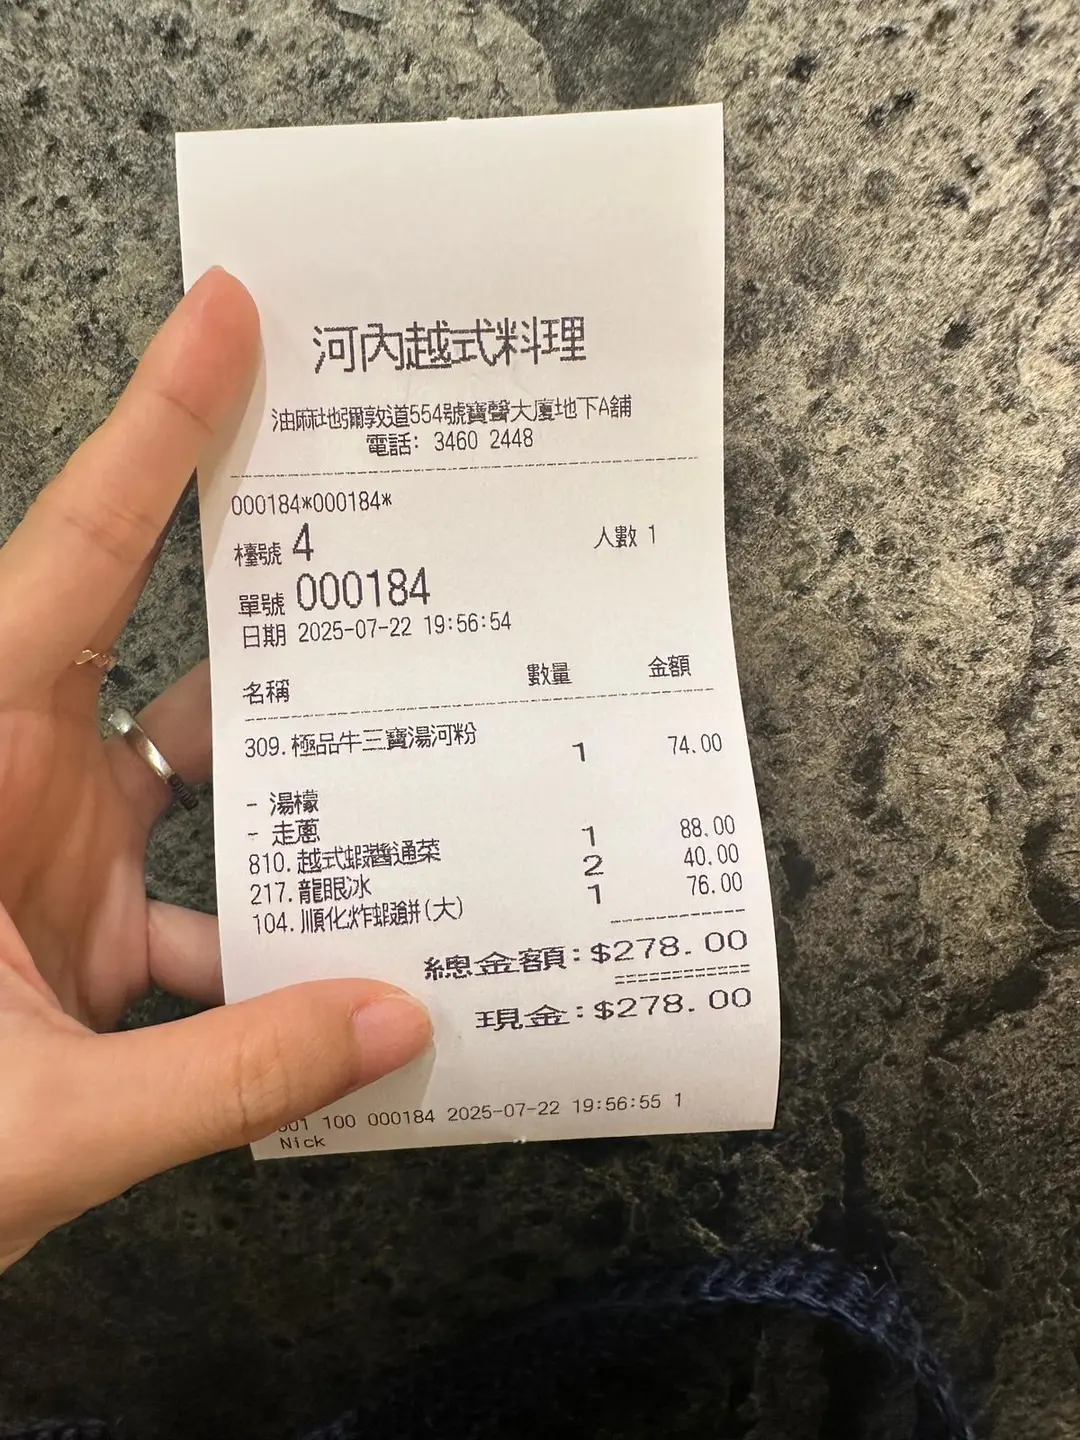 河內越式料理
油麻地彌敦道554號寶聲大廈地下A舖
電話: 3460 2448
000184*000184*
檯號 4 人數 1
單號 000184
日期 2025-07-22 19:56:54
名稱 數量 金額
309.極品牛三寶湯河粉 1 74.00
- 湯檬
- 走蔥
810.越式蝦醬通菜 1 88.00
217.龍眼冰 2 40.00
104.順化炸蝦餅(大) 1 76.00
總金額:$278.00
現金:$278.00
001 100 000184 2025-07-22 19:56:55 1
Nick